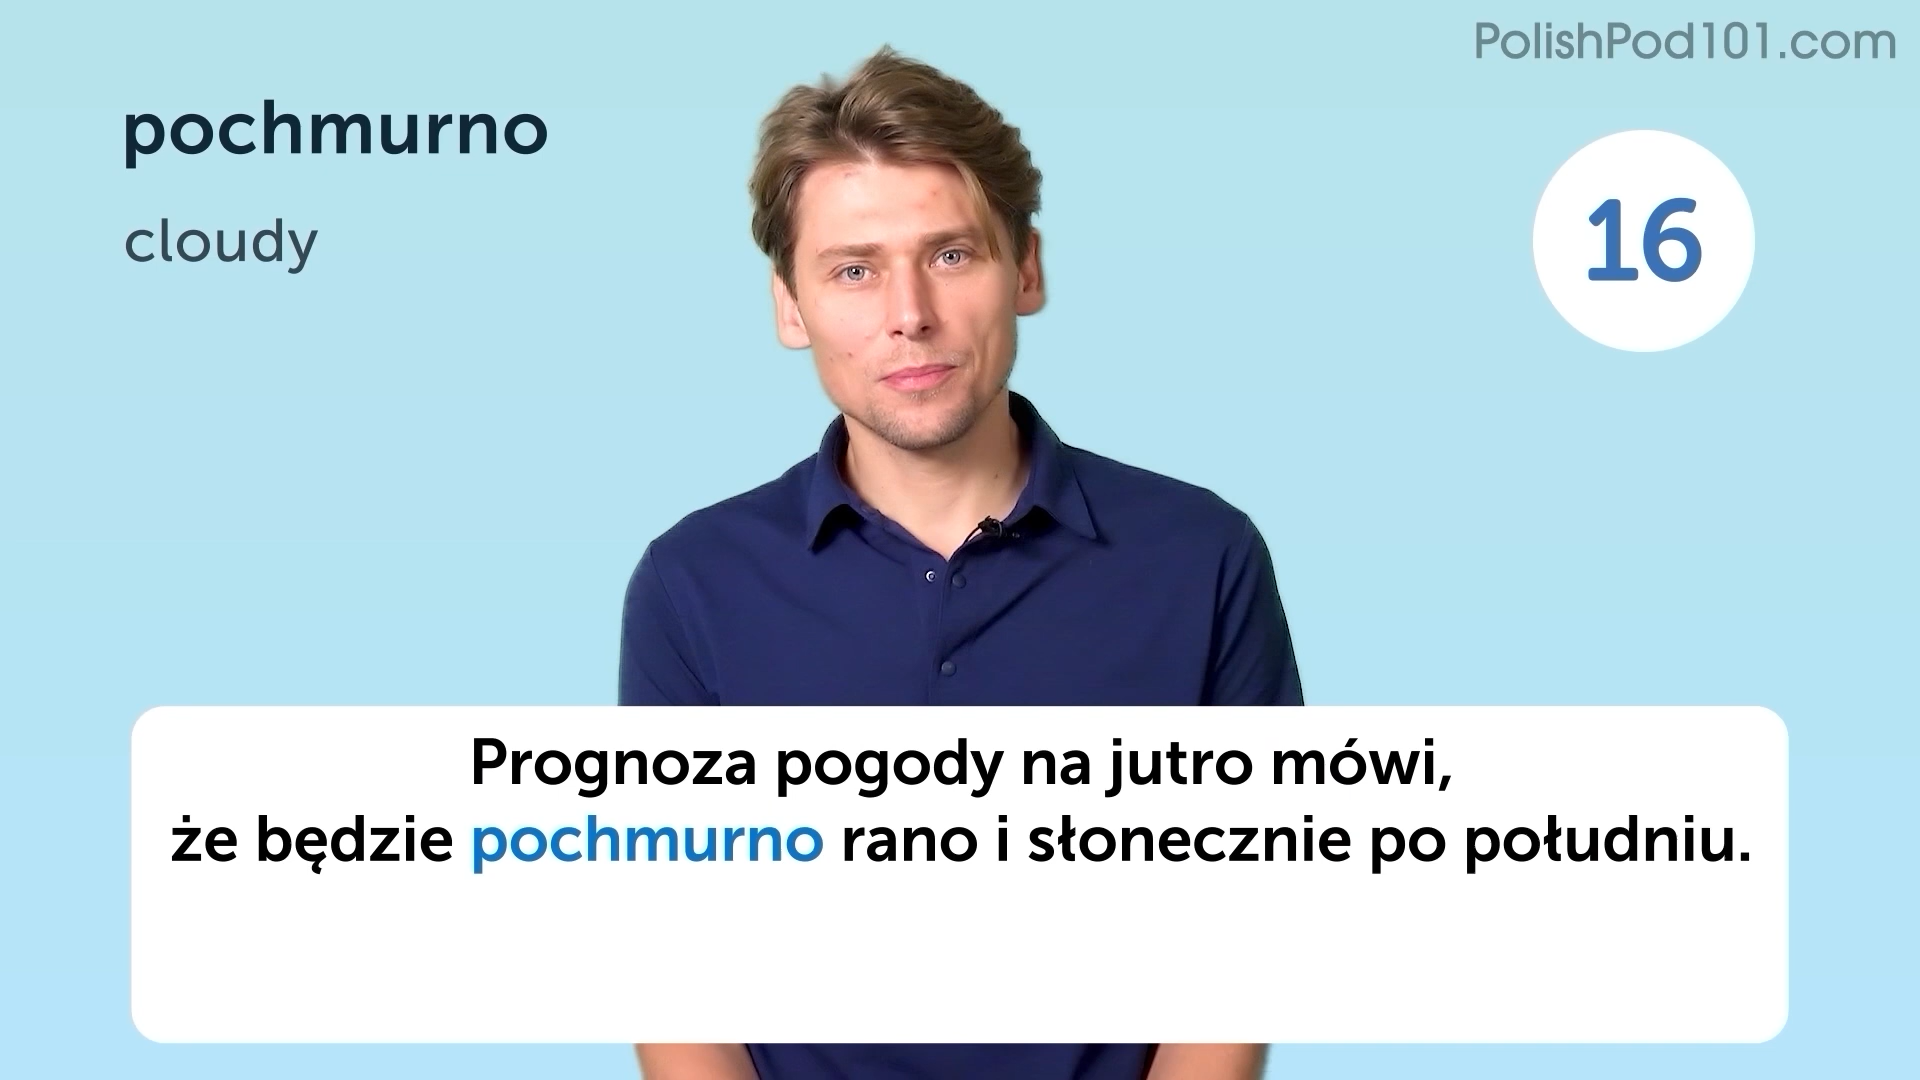 PolishPod101.com
pochmurno
cloudy
16
Prognoza pogody na jutro mówi,
że będzie pochmurno rano i słonecznie po południu.